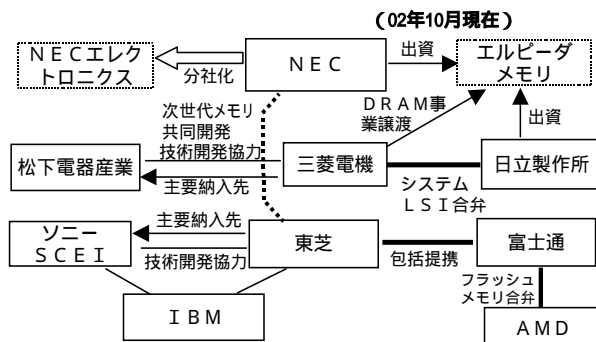 （02年10月現在）
ＮＥＣエレク
トロニクス
分社化
ＮＥＣ
出資
エルピーダ
メモリ
次世代メモリ
共同開発
ＤＲＡＭ事
業譲渡
出資
松下電器産業
技術開発協力
主要納入先
三菱電機
システム
ＬＳＩ合弁
日立製作所
ソニー
ＳＣＥＩ
主要納入先
技術開発協力
東芝
包括提携
富士通
フラッシュ
メモリ合弁
ＩＢＭ
ＡＭＤ